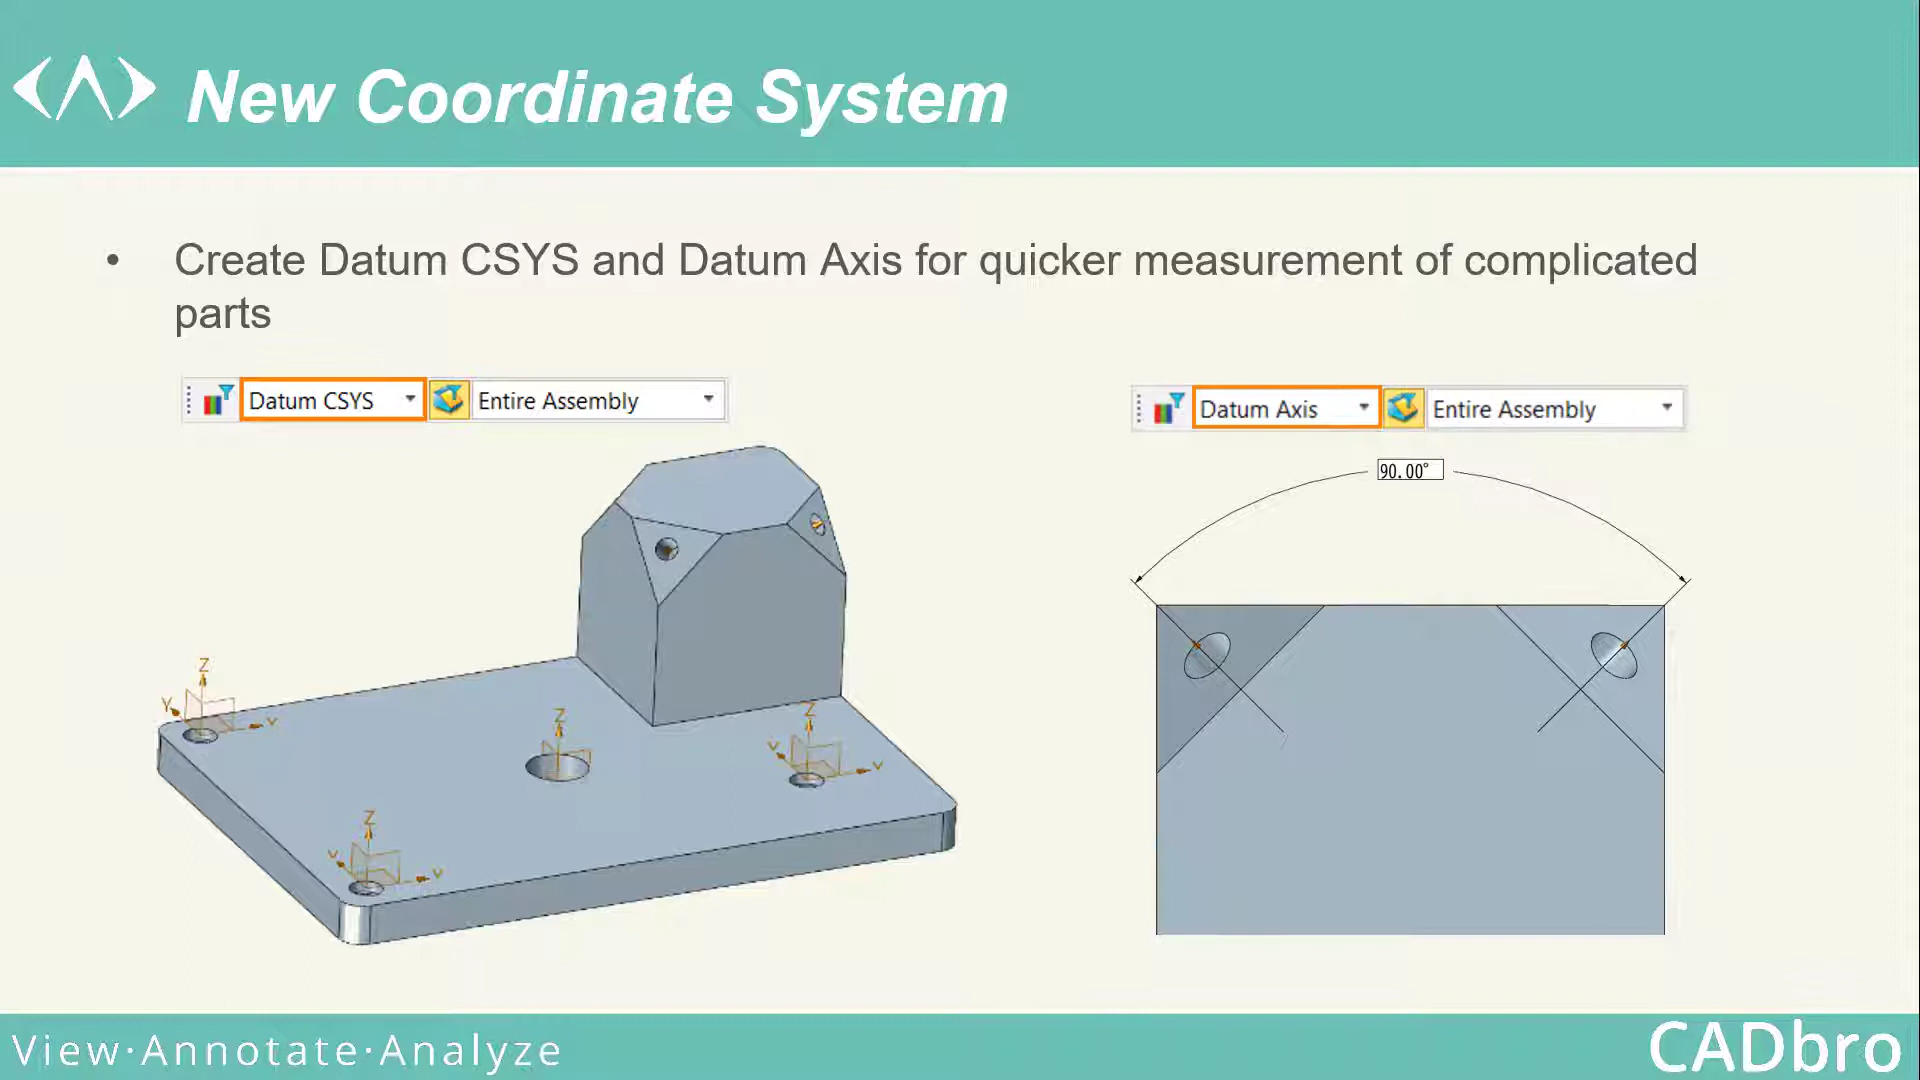 New Coordinate System
• Create Datum CSYS and Datum Axis for quicker measurement of complicated
parts
Datum CSYS Entire Assembly
Datum Axis Entire Assembly
90.00°
Z
Y
Z
Z
Z
View·Annotate·Analyze
CADbro